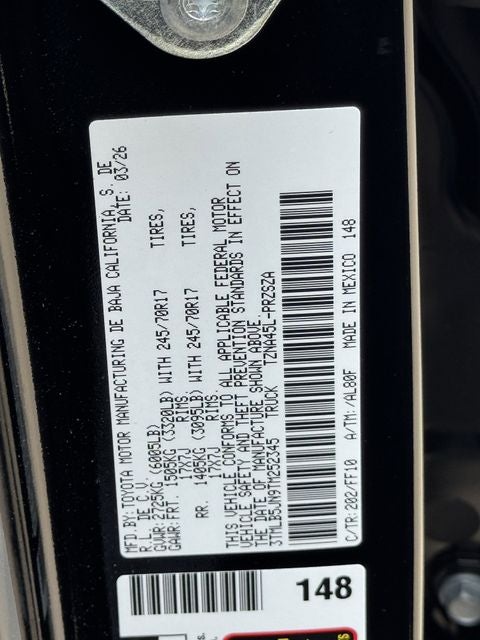 MFD.BY:TOYOTA MOTOR MANUFACTURING DE BAJA CALIFORNIA, S. DE
R.L. DE C.V. DATE: 03/26
GVWR: 2725KG (6005LB)
GAWR: FRT. 1505KG (3320LB) WITH 245/70R17 TIRES,
17X7J RIMS.
RR. 1405KG (3095LB) WITH 245/70R17 TIRES,
17X7J RIMS.
THIS VEHICLE CONFORMS TO ALL APPLICABLE FEDERAL MOTOR
VEHICLE SAFETY AND THEFT PREVENTION STANDARDS IN EFFECT ON
THE DATE OF MANUFACTURE SHOWN ABOVE.
3TMLB5JN9TM252345 TRUCK TZNA45L-PRZSZA
C/TR:202/FF10 A/TM:/AL80F MADE IN MEXICO 148
148